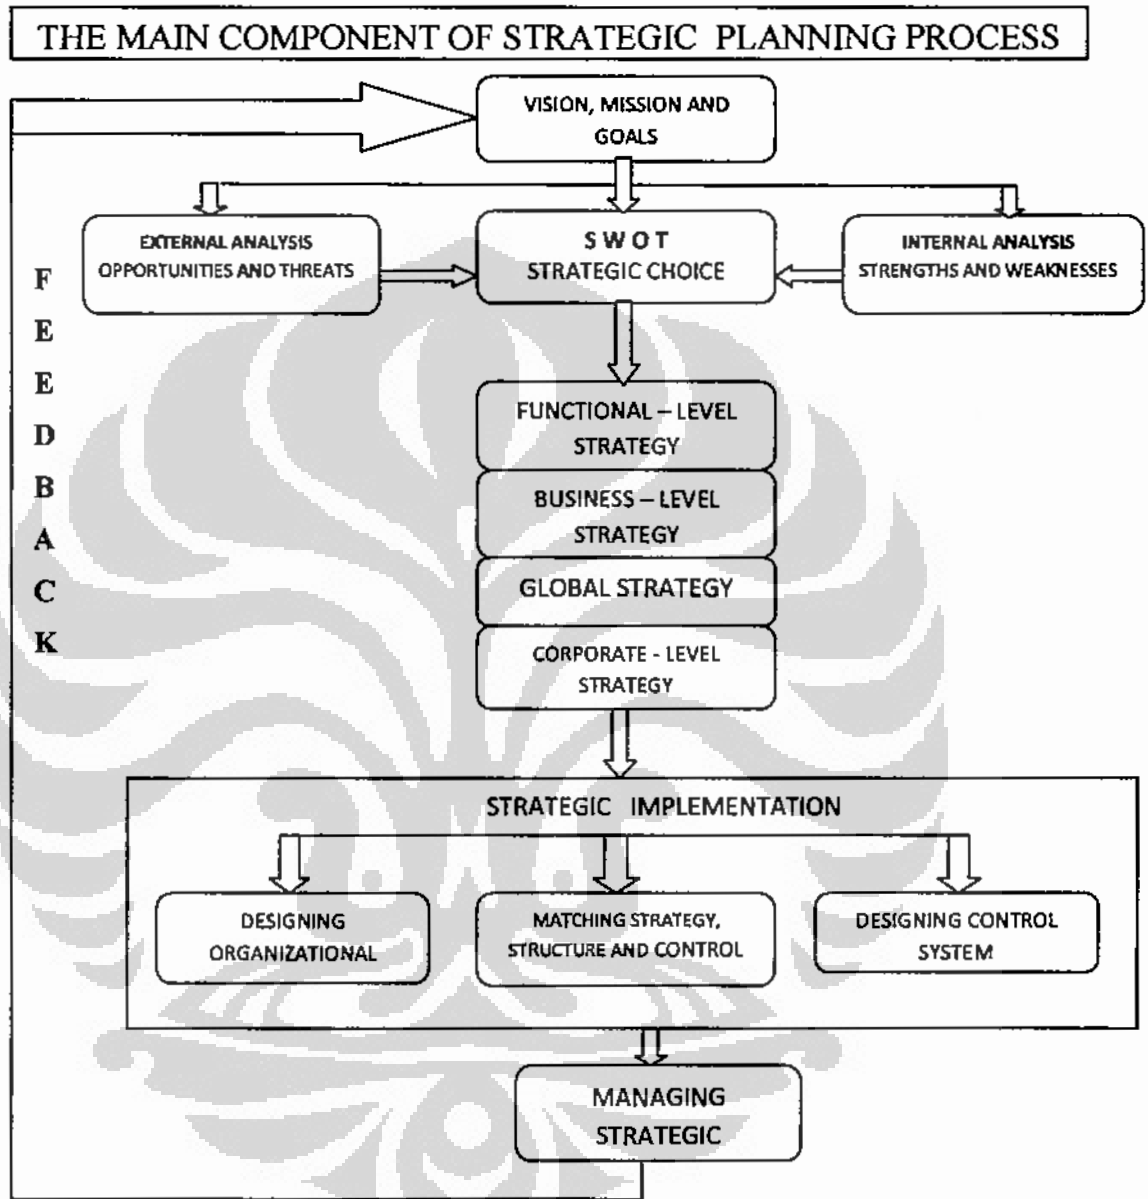 THE MAIN COMPONENT OF STRATEGIC PLANNING PROCESS
VISION, MISSION AND
GOALS
EXTERNAL ANALYSIS
OPPORTUNITIES AND THREATS
S W O T
STRATEGIC CHOICE
INTERNAL ANALYSIS
STRENGTHS AND WEAKNESSES
F
E
E
D
B
A
C
K
FUNCTIONAL – LEVEL
STRATEGY
BUSINESS – LEVEL
STRATEGY
GLOBAL STRATEGY
CORPORATE - LEVEL
STRATEGY
STRATEGIC IMPLEMENTATION
DESIGNING
ORGANIZATIONAL
MATCHING STRATEGY,
STRUCTURE AND CONTROL
DESIGNING CONTROL
SYSTEM
MANAGING
STRATEGIC